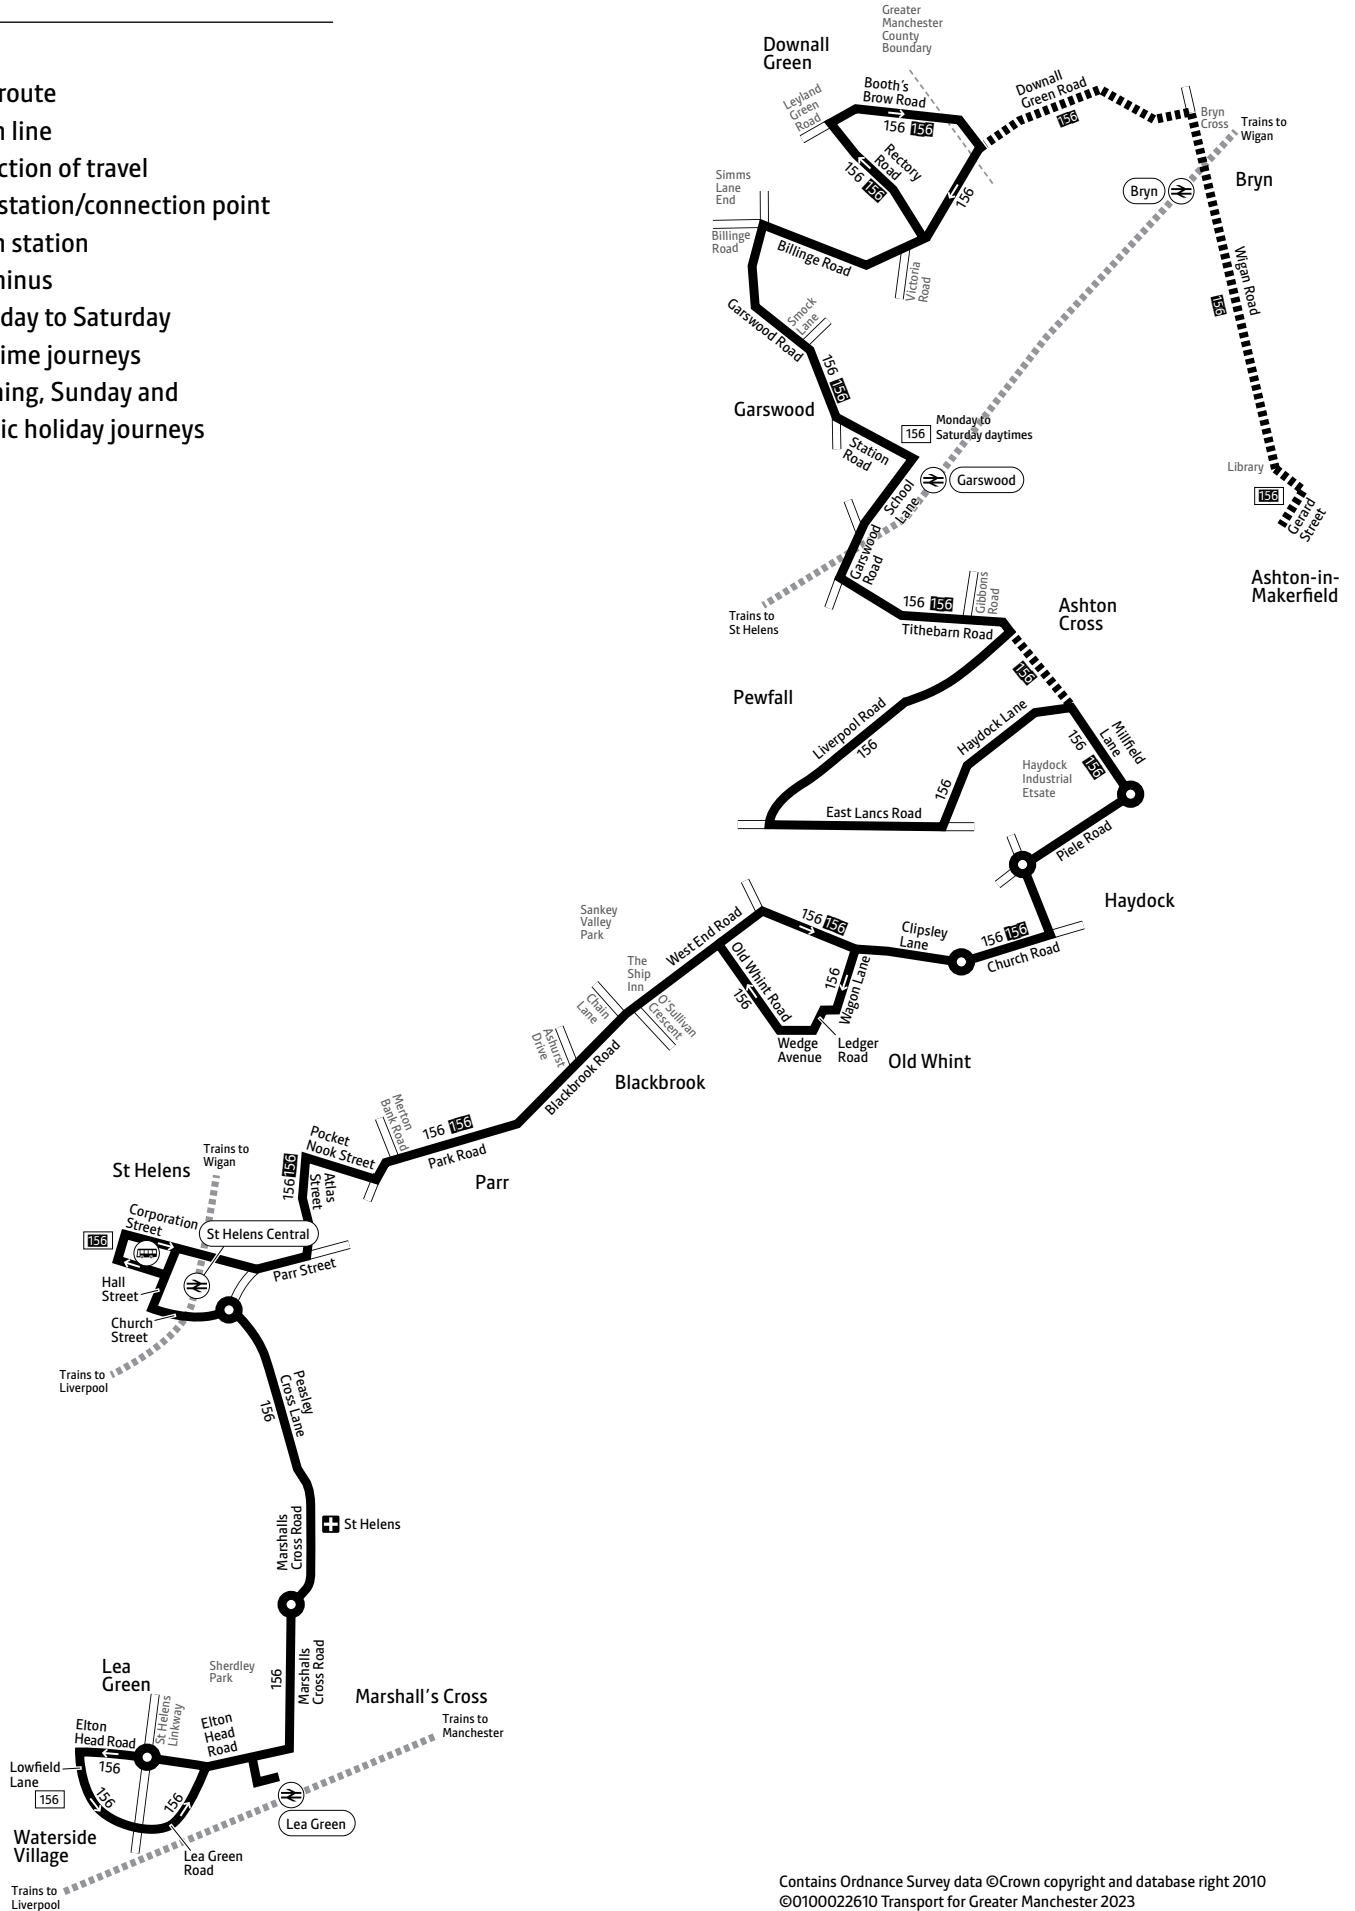 route
n line
ction of travel
station/connection point
n station
ninus
day to Saturday
ime journeys
ning, Sunday and
ic holiday journeys
Greater
Manchester
County
Boundary
Downall
Green
Leyland
Green
Road
Booth's
Brow Road
156 156
Rectory
Road
156 156
156
Downall
Green Road
156
Bryn
Cross
Trains to
Wigan
Bryn
Bryn
Simms
Lane
End
Billinge
Road
Billinge Road
Victoria
Road
Wigan Road
156
Garswood Road
Smock
Lane
156 156
Garswood
Station
Road
156
Monday to
Saturday daytimes
Garswood
School
Lane
Library
156
Gerard
Street
Ashton-in-
Makerfield
Garswood
Road
Trains to
St Helens
156 156
Gibbons
Road
Tithebarn Road
Ashton
Cross
156
Pewfall
Liverpool Road
156
Haydock Lane
156
East Lancs Road
156 156
Millfield
Lane
Haydock
Industrial
Etsate
Piele Road
Haydock
Sankey
Valley
Park
West End Road
156 156
Clipsley
Lane
156 156
Church Road
The
Ship
Inn
Old Whint Road
156
156
Wagon Lane
Chain
Lane
O'Sullivan
Crescent
Wedge
Avenue
Ledger
Road
Old Whint
Ashurst
Drive
Blackbrook Road
Blackbrook
Merton
Bank Road
156 156
Park Road
Parr
Pocket
Nook Street
156 156
Atlas
Street
Trains to
Wigan
St Helens
Corporation
Street
156
St Helens Central
Parr Street
Hall
Street
Church
Street
Trains to
Liverpool
Peasley
Cross Lane
156
Marshalls
Cross Road
St Helens
Marshalls
Cross Road
156
Sherdley
Park
Lea
Green
Marshall's Cross
Trains to
Manchester
Elton
Head Road
156
St Helens
Linkway
Elton
Head
Road
Lowfield
Lane
156
156
156
Lea Green
Waterside
Village
Lea Green
Road
Trains to
Liverpool
Contains Ordnance Survey data ©Crown copyright and database right 2010
©0100022610 Transport for Greater Manchester 2023